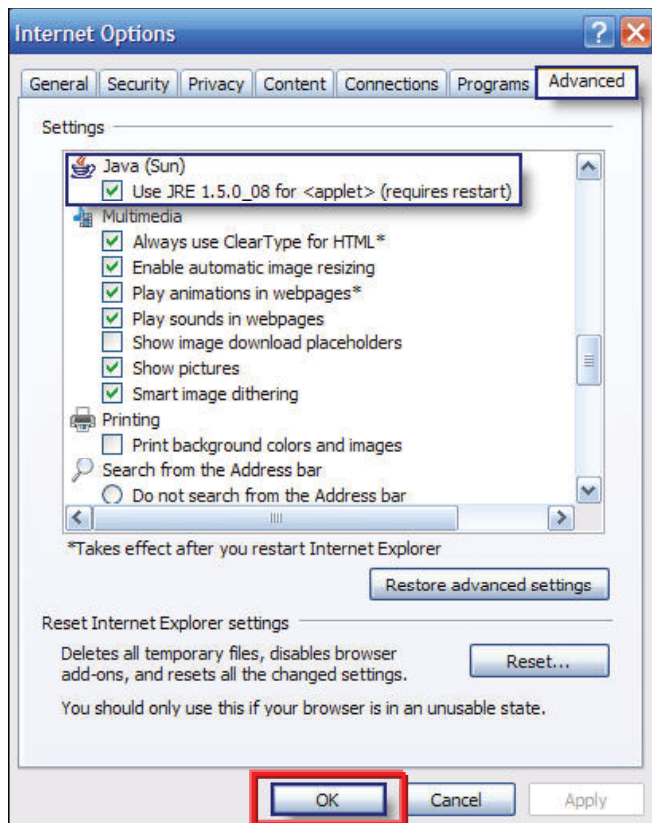 Internet Options
General Security Privacy Content Connections Programs Advanced
Settings
Java (Sun)
Use JRE 1.5.0_08 for <applet> (requires restart)
Multimedia
Always use ClearType for HTML*
Enable automatic image resizing
Play animations in webpages*
Play sounds in webpages
Show image download placeholders
Show pictures
Smart image dithering
Printing
Print background colors and images
Search from the Address bar
Do not search from the Address bar
*Takes effect after you restart Internet Explorer
Restore advanced settings
Reset Internet Explorer settings
Deletes all temporary files, disables browser
add-ons, and resets all the changed settings.
Reset...
You should only use this if your browser is in an unusable state.
OK Cancel Apply